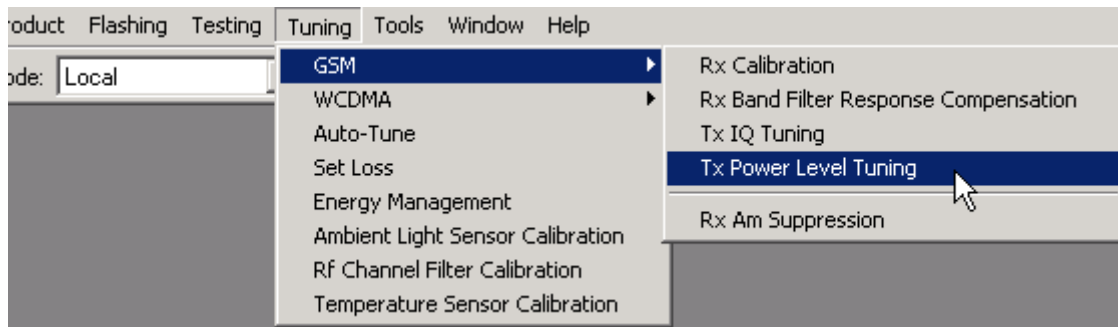 oduct Flashing Testing Tuning Tools Window Help
ode: Local
GSM
WCDMA
Auto-Tune
Set Loss
Energy Management
Ambient Light Sensor Calibration
Rf Channel Filter Calibration
Temperature Sensor Calibration
Rx Calibration
Rx Band Filter Response Compensation
Tx IQ Tuning
Tx Power Level Tuning
Rx Am Suppression